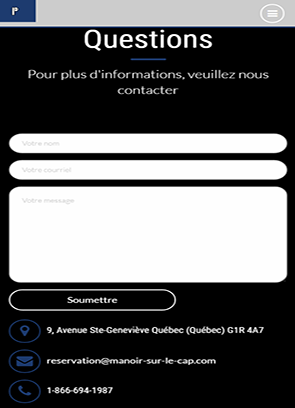 Questions
Pour plus d'informations, veuillez nous
contacter
Votre nom
Votre courriel
Votre message
Soumettre
9, Avenue Ste-Geneviève Québec (Québec) G1R 4A7
reservation@manoir-sur-le-cap.com
1-866-694-1987